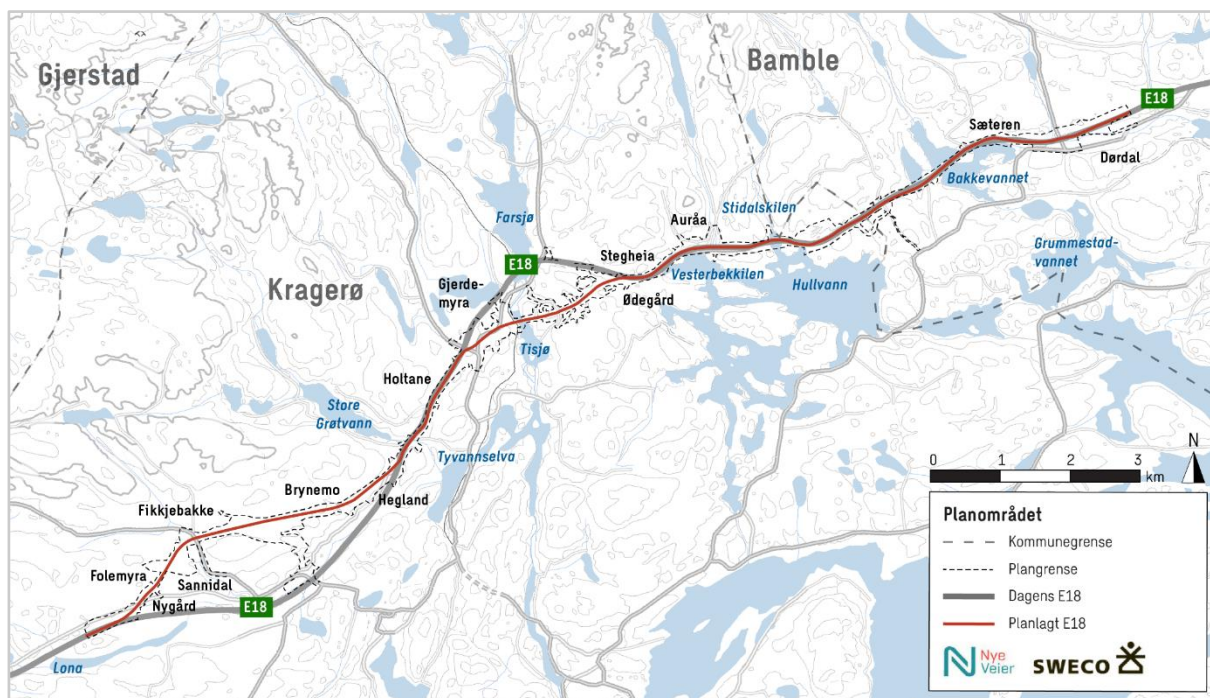 Gjerstad
Bamble
E18
Sæteren
Dørdal
Bakkevannet
Stidalskilen
Farsjø
Auråa
Grummestad-
vannet
Stegheia
E18
Vesterbekkilen
Hullvann
Gjerde-
myra
Kragerø
Ødegård
Tisjø
Holtane
Store
Grøtvann
Tyvannselva
Brynemo
Hegland
Fikkjebakke
Folemyra
Sannidal
Nygård
E18
Lona
N
0 1 2 3
km
Planområdet
Kommunegrense
Plangrense
Dagens E18
Planlagt E18
Nye
Veier
SWECO